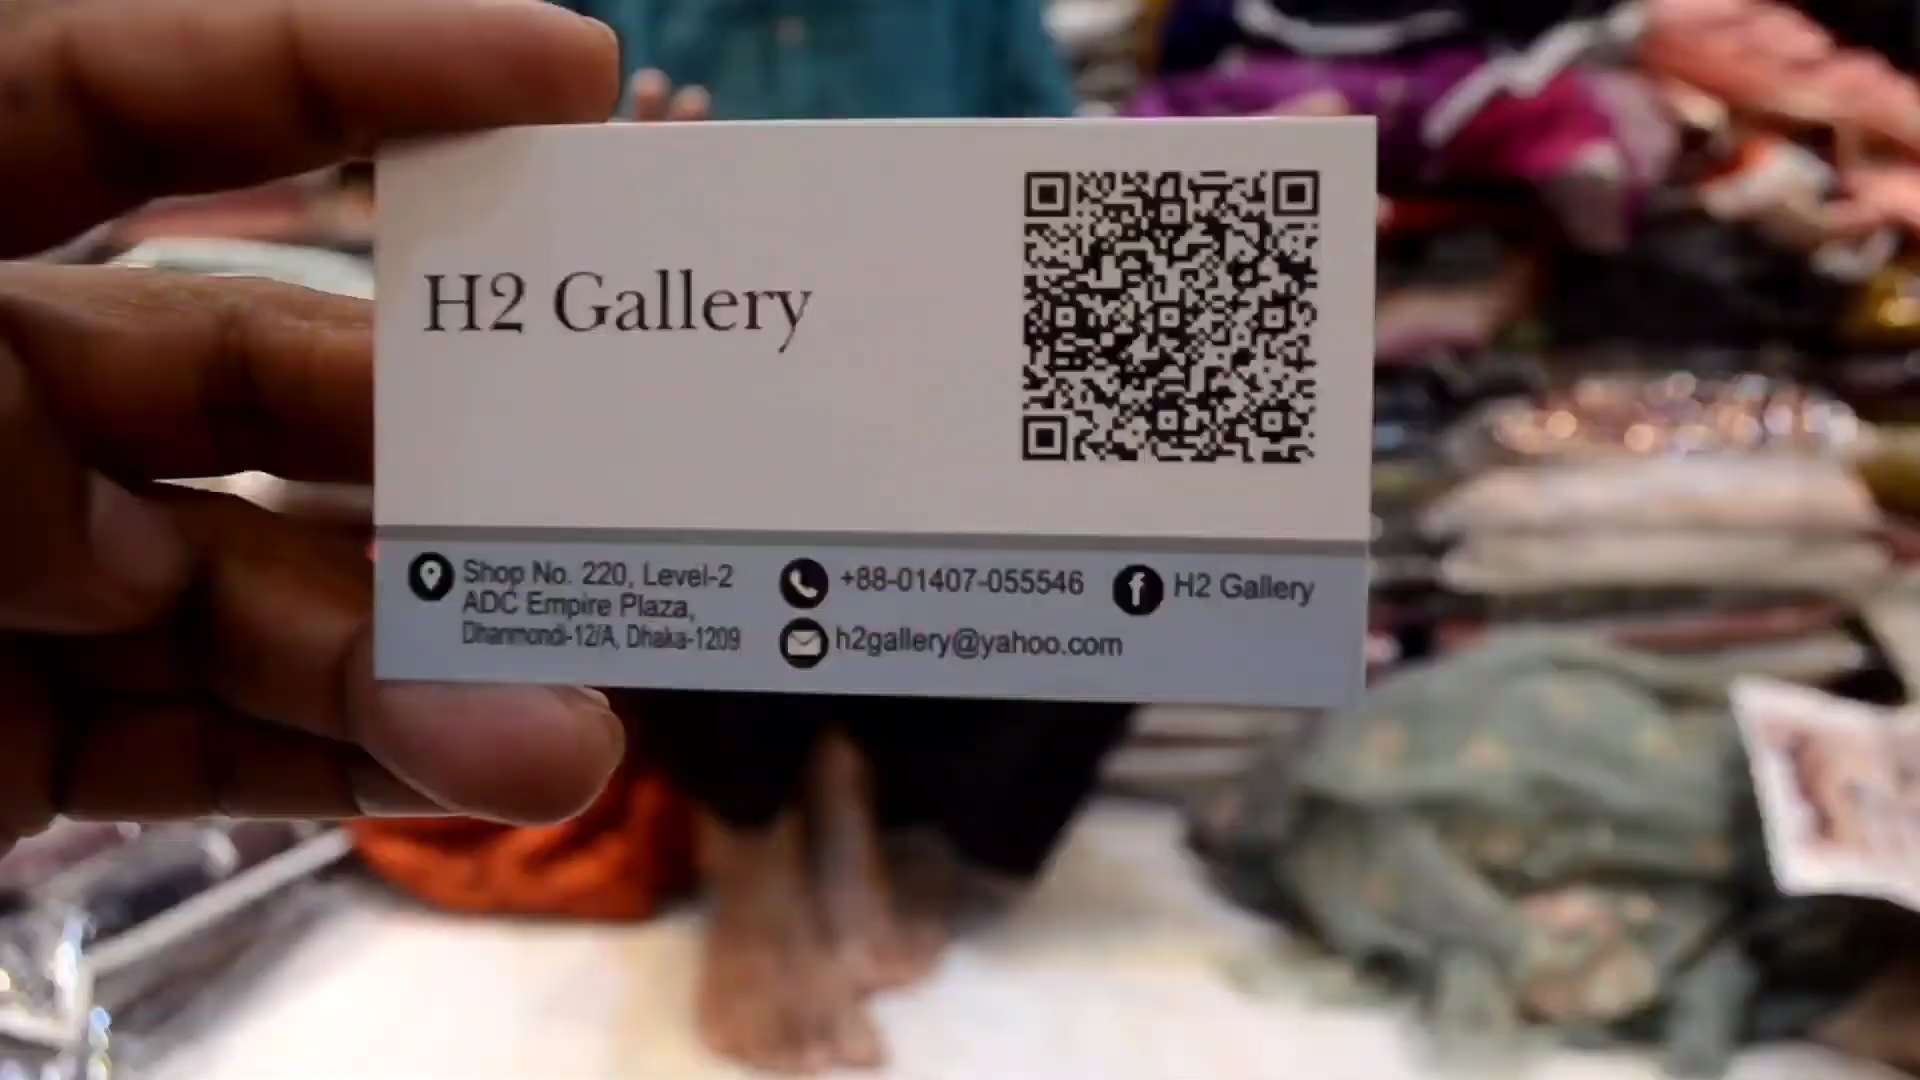 H2 Gallery
Shop No. 220, Level-2
ADC Empire Plaza,
Dhanmondi-12/A, Dhaka-1209
+88-01407-055546
h2gallery@yahoo.com
H2 Gallery